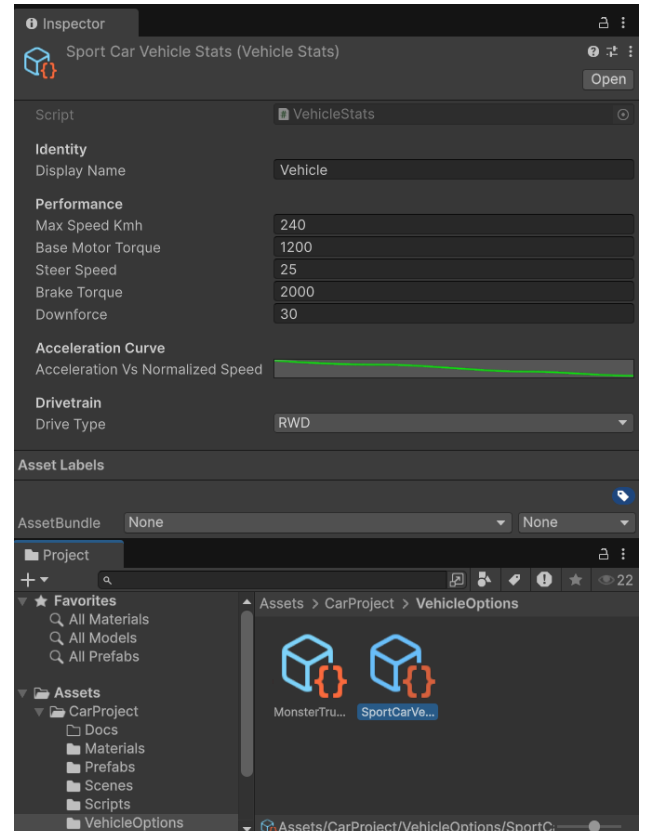 Inspector
Sport Car Vehicle Stats (Vehicle Stats)
Open
Script VehicleStats
Identity
Display Name Vehicle
Performance
Max Speed Kmh 240
Base Motor Torque 1200
Steer Speed 25
Brake Torque 2000
Downforce 30
Acceleration Curve
Acceleration Vs Normalized Speed
Drivetrain
Drive Type RWD
Asset Labels
AssetBundle None None
Project
22
Favorites
All Materials
All Models
All Prefabs
Assets
CarProject
Docs
Materials
Prefabs
Scenes
Scripts
VehicleOptions
Assets > CarProject > VehicleOptions
MonsterTru... SportCarVe...
Assets/CarProject/VehicleOptions/SportC